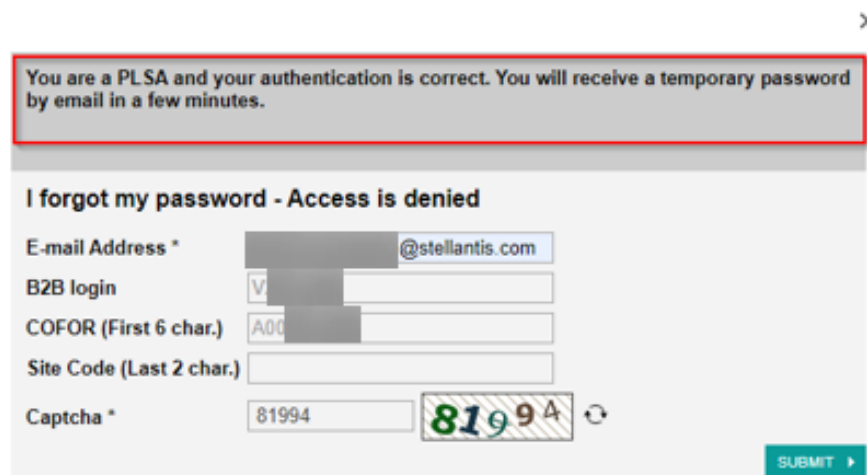 You are a PLSA and your authentication is correct. You will receive a temporary password
by email in a few minutes.
I forgot my password - Access is denied
E-mail Address * @stellantis.com
B2B login V
COFOR (First 6 char.) A00
Site Code (Last 2 char.)
Captcha * 81994 81994
SUBMIT